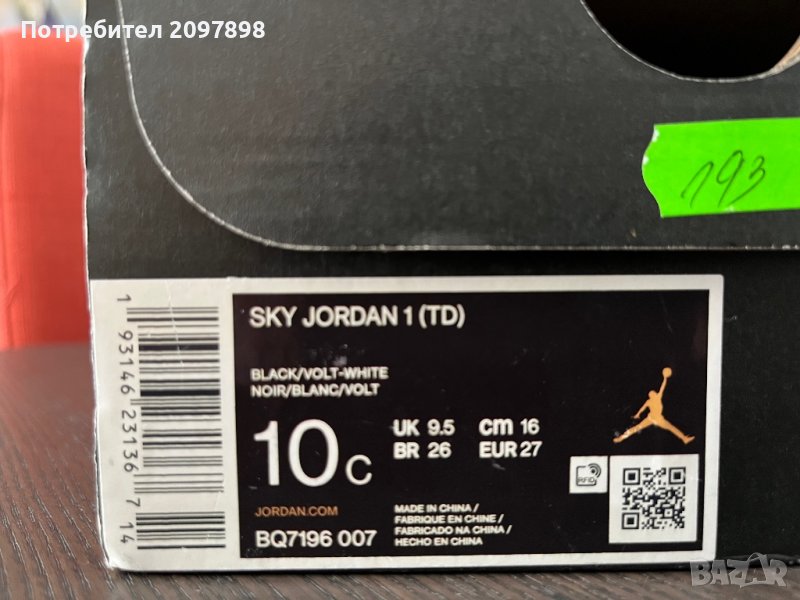 Потребител 2097898
193
SKY JORDAN 1 (TD)
BLACK/VOLT-WHITE
NOIR/BLANC/VOLT
10 C
UK 9.5 cm 16
BR 26 EUR 27
RFID
JORDAN.COM
BQ7196 007
MADE IN CHINA /
FABRIQUE EN CHINE /
FABRICADO NA CHINA /
HECHO EN CHINA
1 93146 23136 7 14
BAZAR